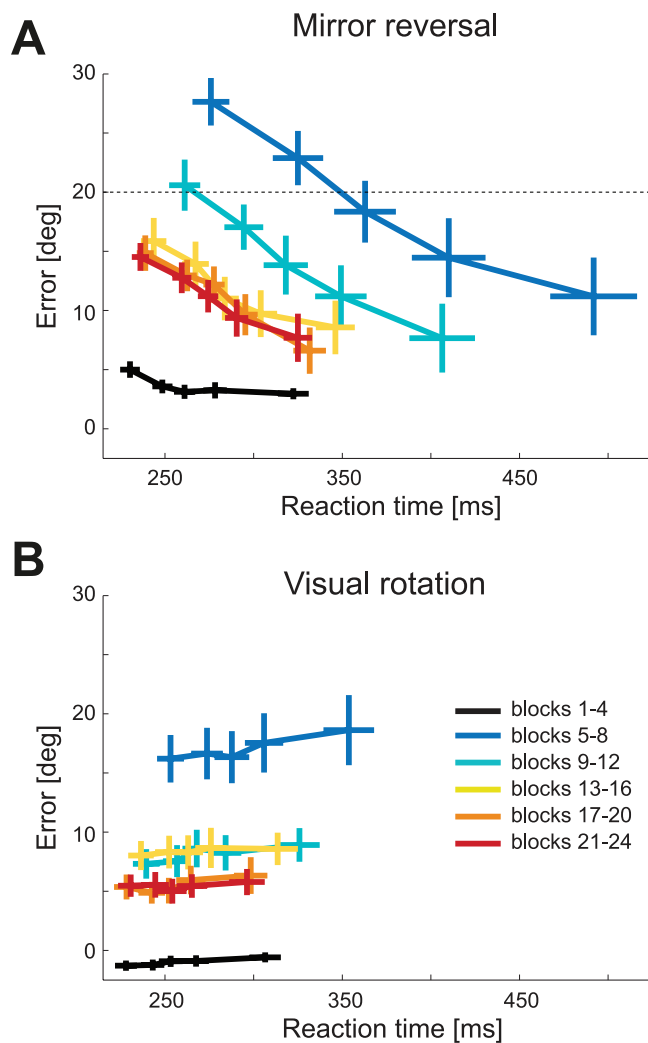 A
Mirror reversal
30
20
10
0
Error [deg]
250
350
450
Reaction time [ms]
B
Visual rotation
30
20
10
0
Error [deg]
blocks 1-4
blocks 5-8
blocks 9-12
blocks 13-16
blocks 17-20
blocks 21-24
250
350
450
Reaction time [ms]